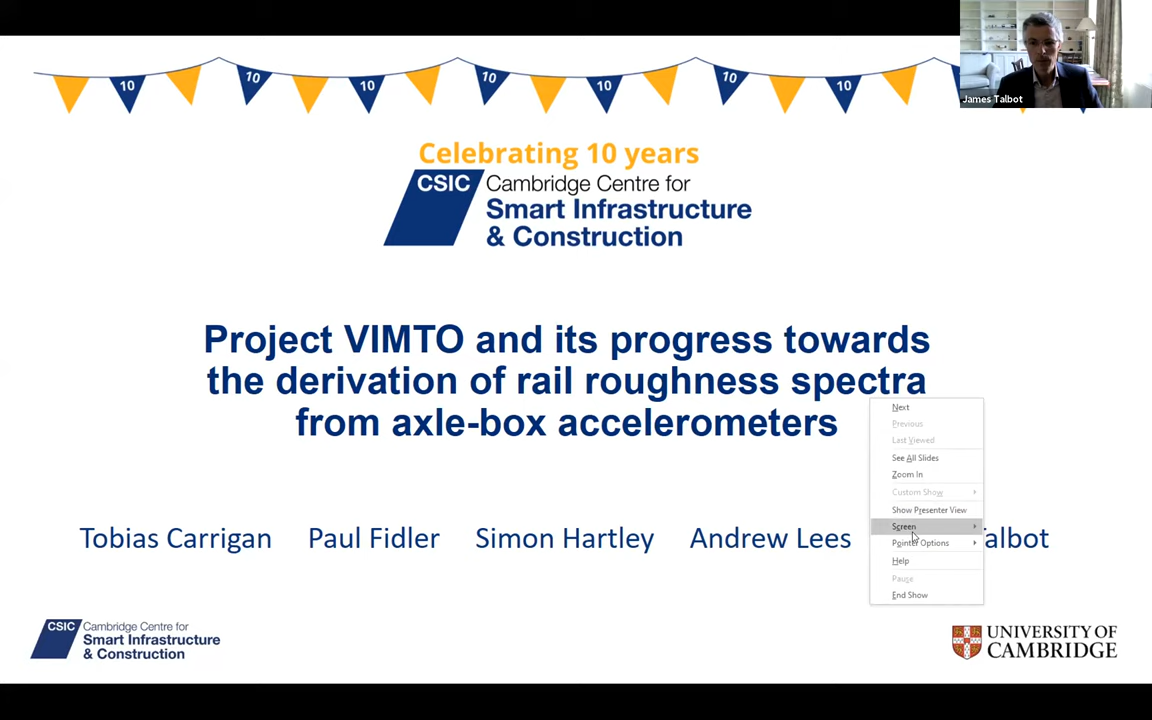 James Talbot
10 10 10 10 10 10 10
Celebrating 10 years
CSIC Cambridge Centre for
Smart Infrastructure
& Construction
Project VIMTO and its progress towards
the derivation of rail roughness spectra
from axle-box accelerometers
Tobias Carrigan Paul Fidler Simon Hartley Andrew Lees albot
Next
Previous
Last Viewed
See All Slides
Zoom In
Custom Show
Show Presenter View
Screen
Pointer Options
Help
Pause
End Show
CSIC Cambridge Centre for
Smart Infrastructure
& Construction
UNIVERSITY OF
CAMBRIDGE